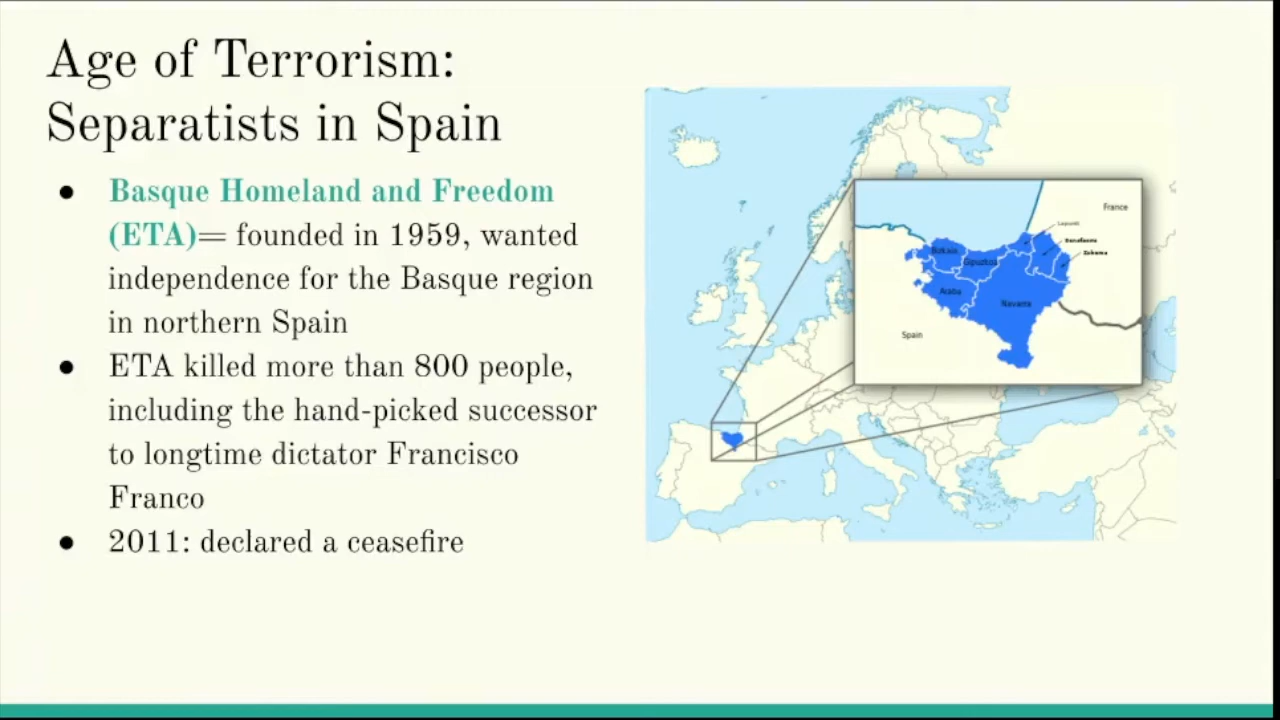 Age of Terrorism:
Separatists in Spain
● Basque Homeland and Freedom
(ETA)= founded in 1959, wanted
independence for the Basque region
in northern Spain
● ETA killed more than 800 people,
including the hand-picked successor
to longtime dictator Francisco
Franco
● 2011: declared a ceasefire
France
Bizkaia
Gipuzkoa
Araba
Navarra
Spain